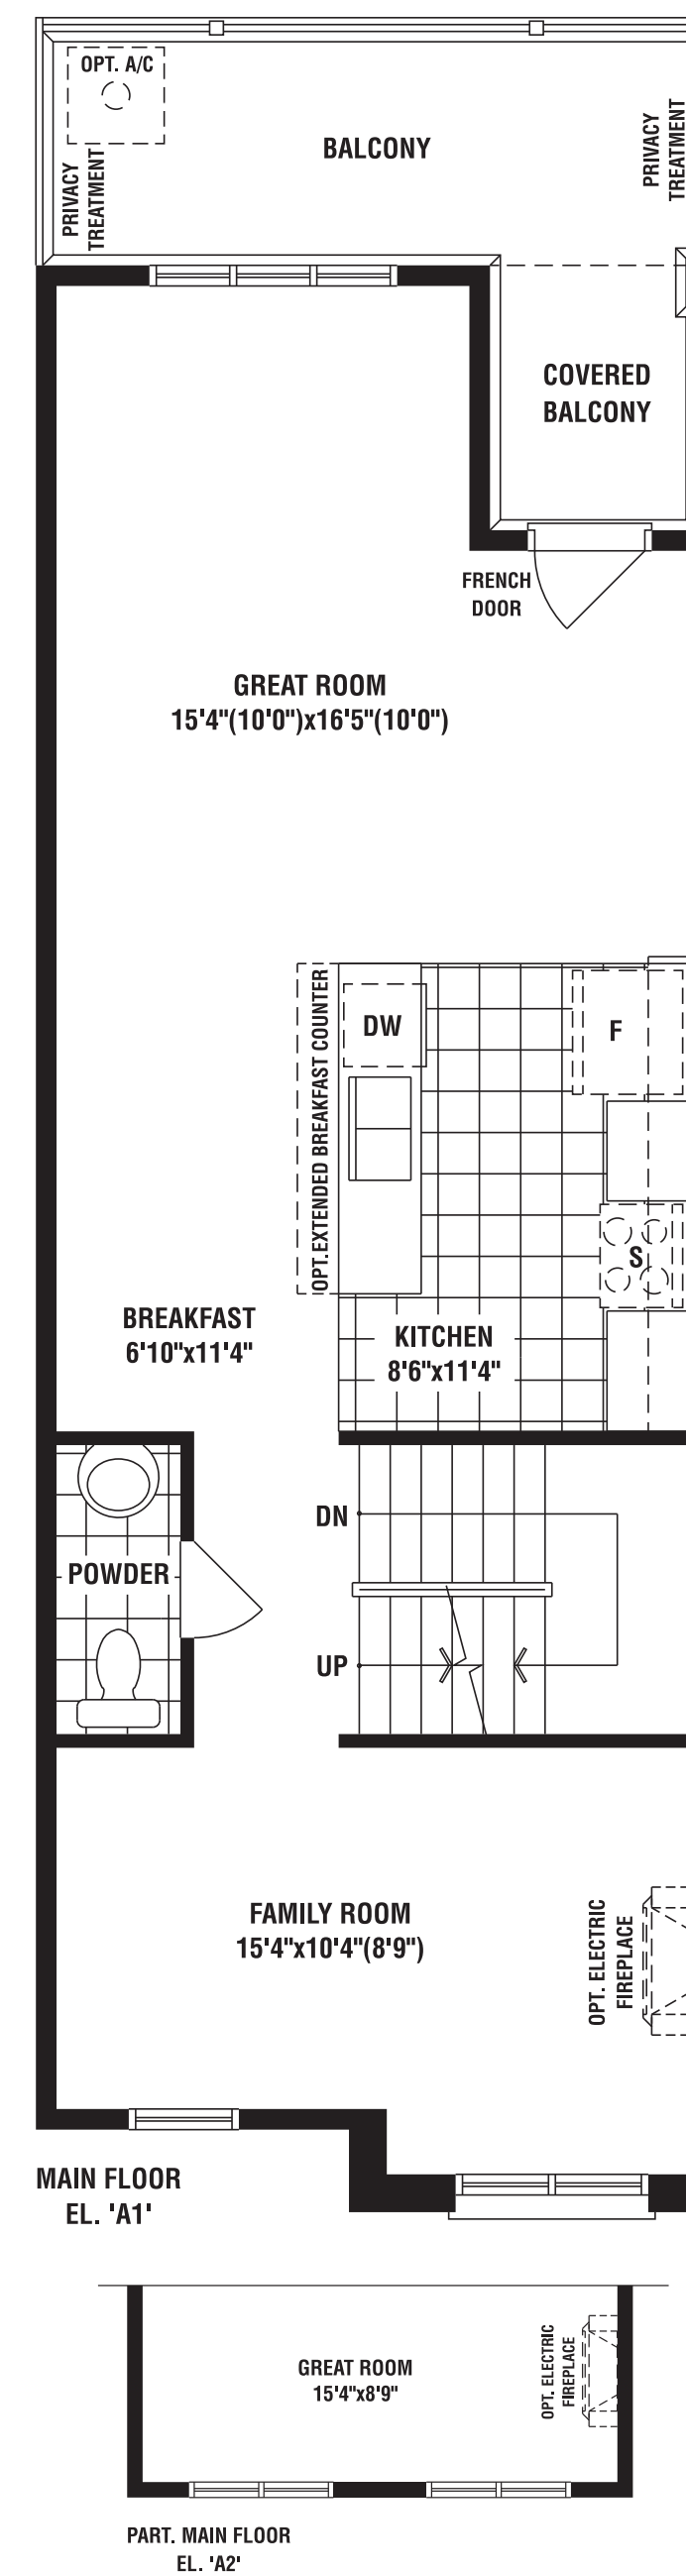 OPT. A/C
PRIVACY
TREATMENT
BALCONY
PRIVACY
TREATMENT
COVERED
BALCONY
FRENCH
DOOR
GREAT ROOM
15'4"(10'0")x16'5"(10'0")
OPT.EXTENDED BREAKFAST COUNTER
DW
F
S
BREAKFAST
6'10"x11'4"
KITCHEN
8'6"x11'4"
DN
POWDER
UP
FAMILY ROOM
15'4"x10'4"(8'9")
OPT. ELECTRIC
FIREPLACE
MAIN FLOOR
EL. 'A1'
GREAT ROOM
15'4"x8'9"
OPT. ELECTRIC
FIREPLACE
PART. MAIN FLOOR
EL. 'A2'